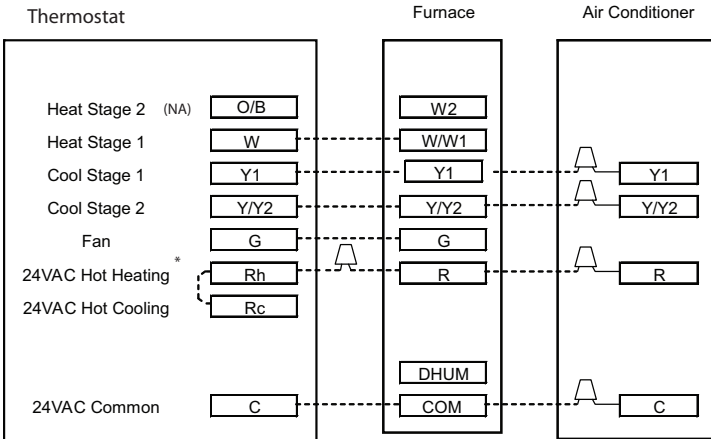 Thermostat Furnace Air Conditioner
Heat Stage 2 (NA) O/B W2
Heat Stage 1 W W/W1
Cool Stage 1 Y1 Y1 Y1
Cool Stage 2 Y/Y2 Y/Y2 Y/Y2
Fan G G
24VAC Hot Heating * Rh R R
24VAC Hot Cooling Rc
DHUM
24VAC Common C COM C